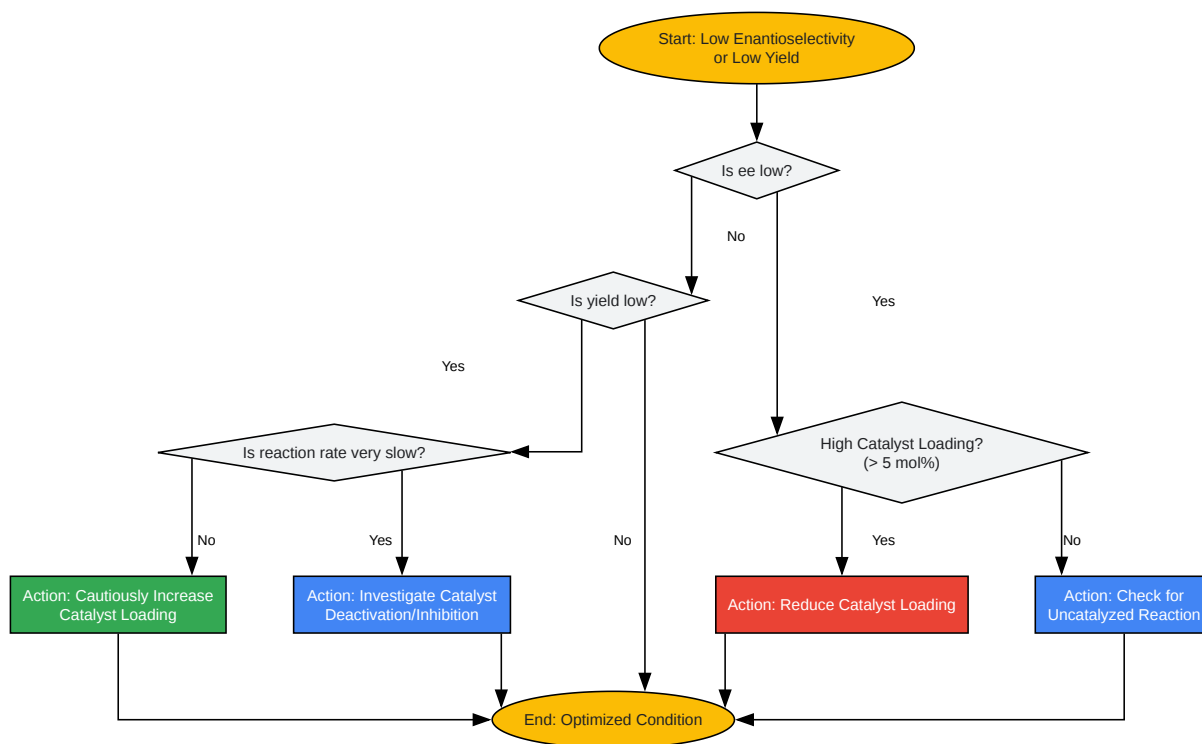 Start: Low Enantioselectivity
or Low Yield
Is ee low?
No
Is yield low?
Yes
Yes
Is reaction rate very slow?
High Catalyst Loading?
(> 5 mol%)
No
Yes
No
Yes
No
Action: Cautiously Increase
Catalyst Loading
Action: Investigate Catalyst
Deactivation/Inhibition
Action: Reduce Catalyst Loading
Action: Check for
Uncatalyzed Reaction
End: Optimized Condition